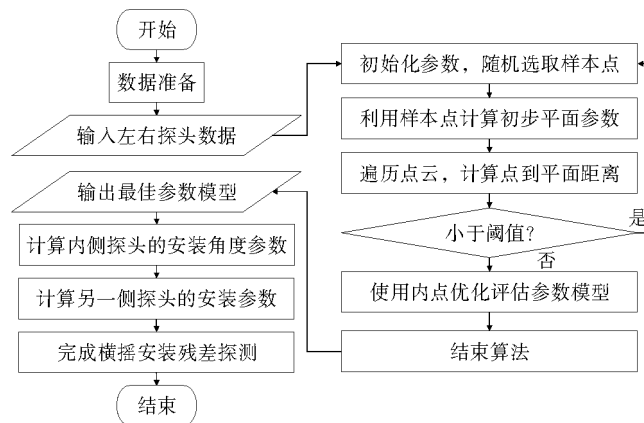 开始
数据准备
输入左右探头数据
初始化参数，随机选取样本点
利用样本点计算初步平面参数
遍历点云，计算点到平面距离
小于阈值？
是
否
使用内点优化评估参数模型
结束算法
输出最佳参数模型
计算内侧探头的安装角度参数
计算另一侧探头的安装参数
完成横摇安装残差探测
结束